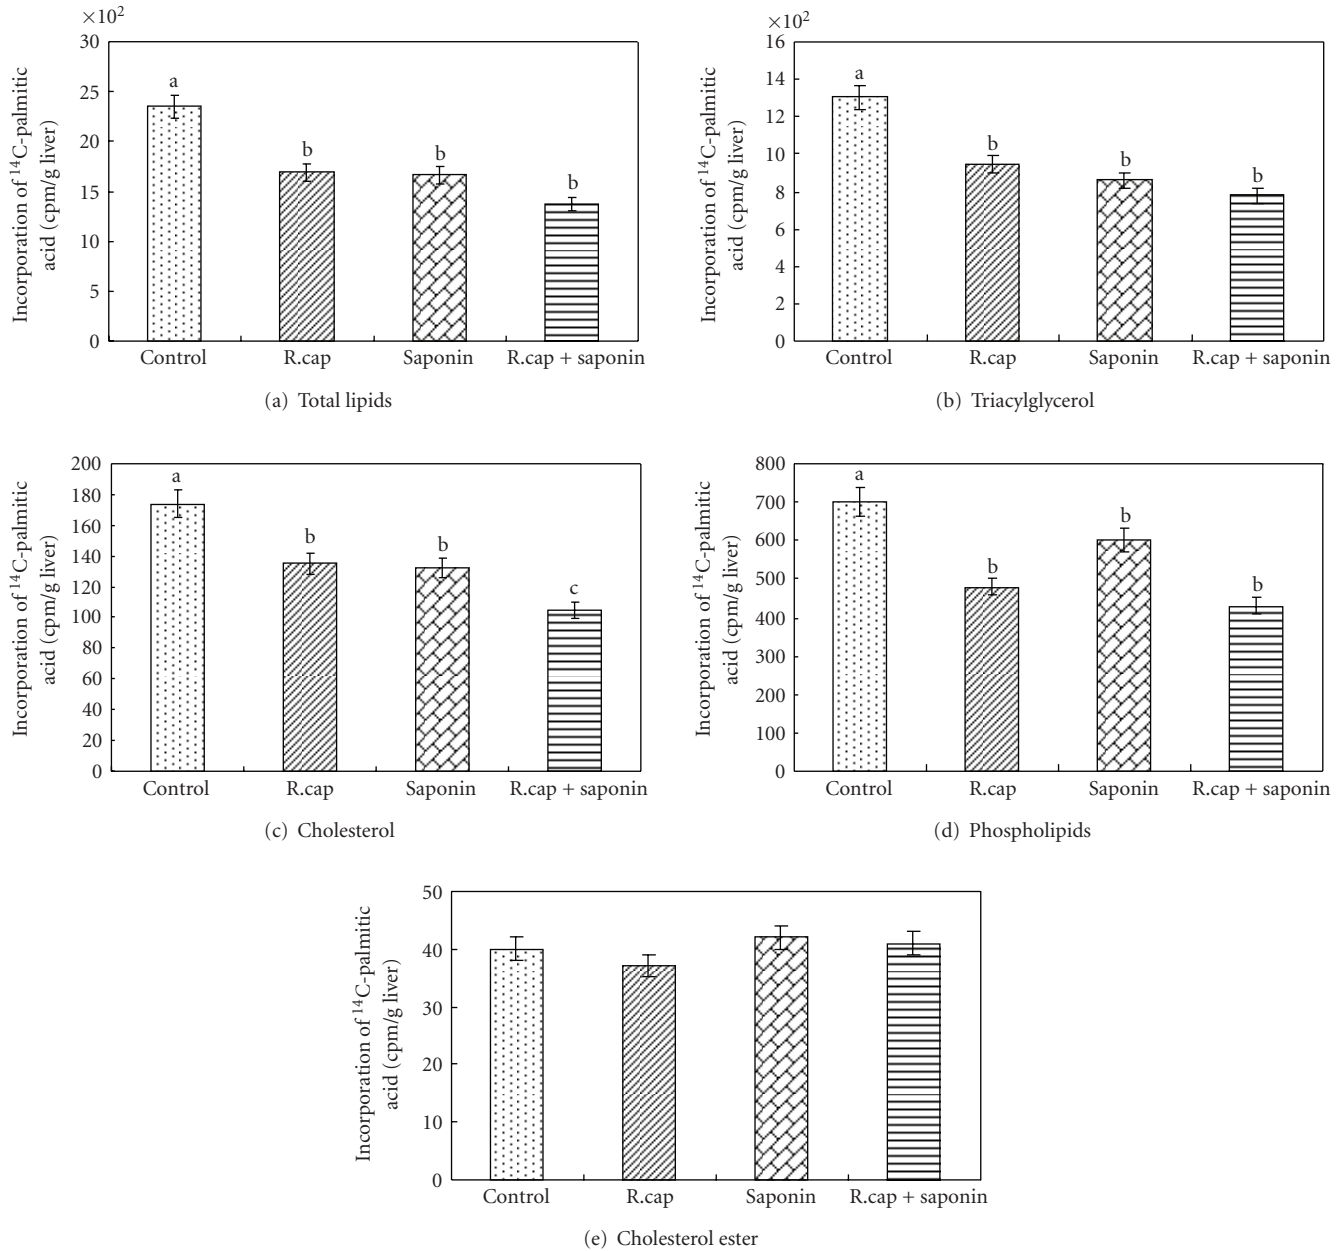 ×10²
Incorporation of ¹⁴C-palmitic
acid (cpm/g liver)
30
25
20
15
10
5
0
a
b
b
b
Control
R.cap
Saponin
R.cap + saponin
(a) Total lipids
×10²
Incorporation of ¹⁴C-palmitic
acid (cpm/g liver)
16
14
12
10
8
6
4
2
0
a
b
b
b
Control
R.cap
Saponin
R.cap + saponin
(b) Triacylglycerol
Incorporation of ¹⁴C-palmitic
acid (cpm/g liver)
200
180
160
140
120
100
80
60
40
20
0
a
b
b
c
Control
R.cap
Saponin
R.cap + saponin
(c) Cholesterol
Incorporation of ¹⁴C-palmitic
acid (cpm/g liver)
800
700
600
500
400
300
200
100
0
a
b
b
b
Control
R.cap
Saponin
R.cap + saponin
(d) Phospholipids
Incorporation of ¹⁴C-palmitic
acid (cpm/g liver)
50
40
30
20
10
0
Control
R.cap
Saponin
R.cap + saponin
(e) Cholesterol ester